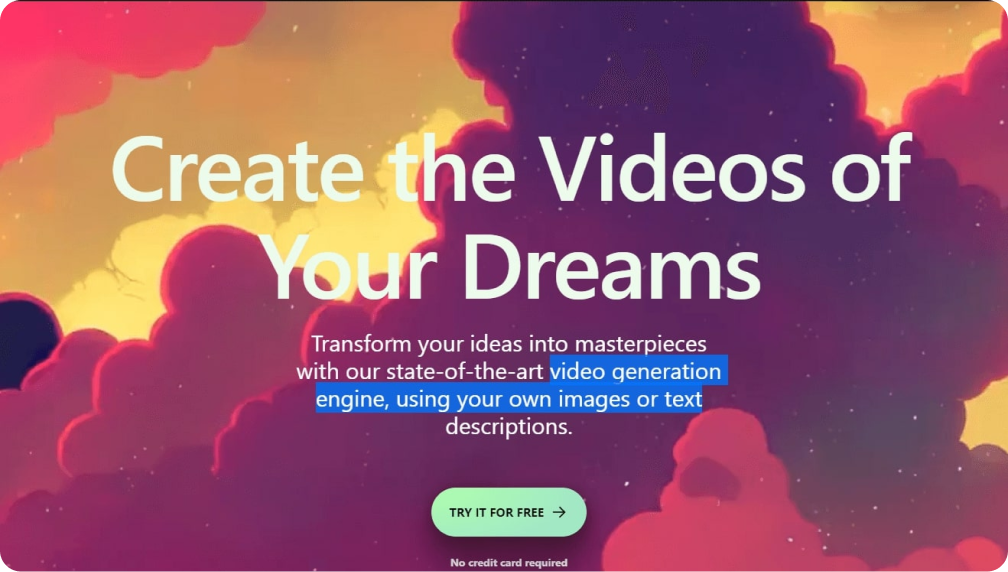 Create the Videos of
Your Dreams
Transform your ideas into masterpieces
with our state-of-the-art video generation
engine, using your own images or text
descriptions.
TRY IT FOR FREE →
No credit card required